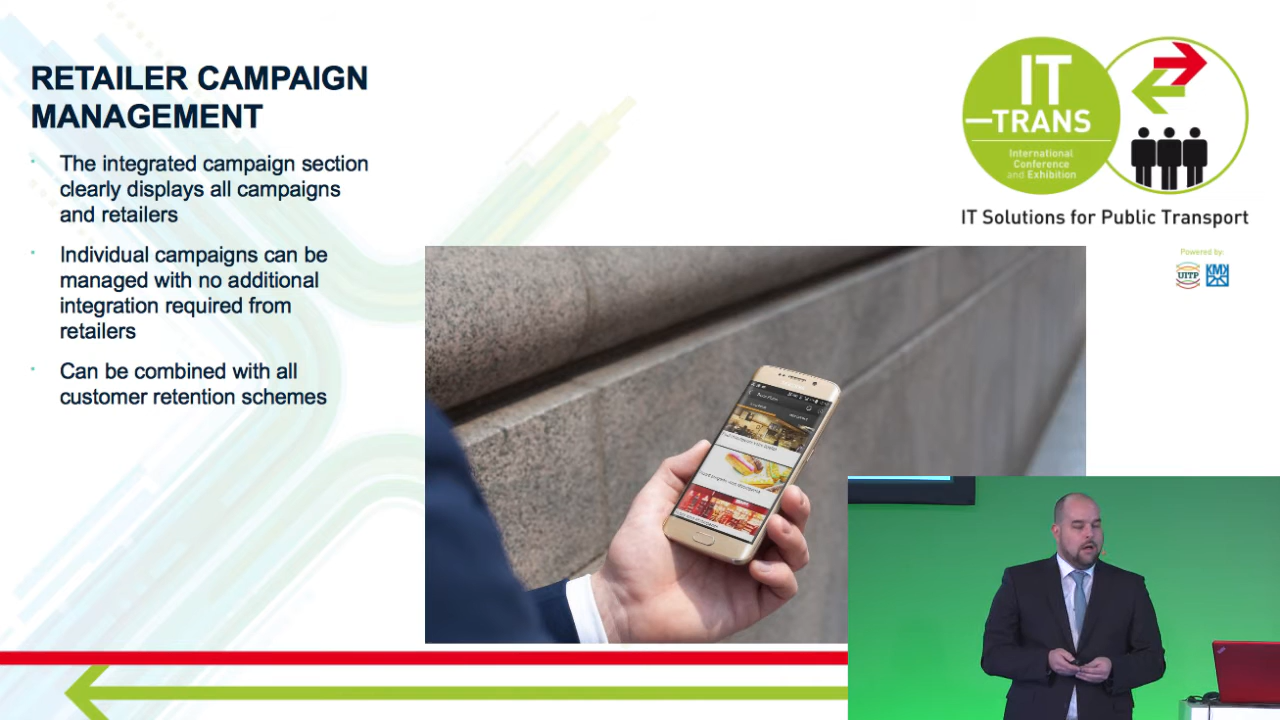 RETAILER CAMPAIGN
MANAGEMENT
The integrated campaign section
clearly displays all campaigns
and retailers
Individual campaigns can be
managed with no additional
integration required from
retailers
Can be combined with all
customer retention schemes
IT
—TRANS
International
Conference
and Exhibition
IT Solutions for Public Transport
Powered by:
UITP
KMK